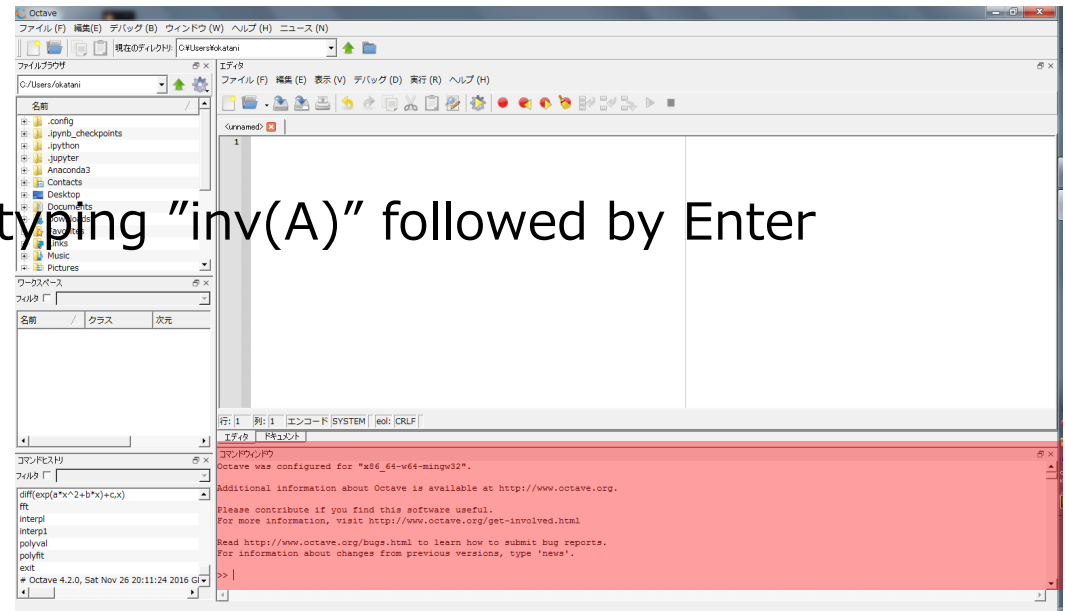 Octave
ファイル (F) 編集(E) デバッグ (B) ウィンドウ (W) ヘルプ (H) ニュース (N)
現在のディレクトリ: C:¥Users¥okatani
ファイルブラウザ
C:/Users/okatani
名前
.config
.ipynb_checkpoints
.ipython
.jupyter
Anaconda3
Contacts
Desktop
Documents
Downloads
Favorites
Links
Music
Pictures
ワークスペース
フィルタ
名前 クラス 次元
コマンドヒストリ
フィルタ
diff(exp(a*x^2+b*x)+c,x)
fft
interpl
interp1
polyval
polyfit
exit
# Octave 4.2.0, Sat Nov 26 20:11:24 2016 G
エディタ
ファイル (F) 編集 (E) 表示 (V) デバッグ (D) 実行 (R) ヘルプ (H)
<unnamed>
1
typing ”inv(A)” followed by Enter
行: 1 列: 1 エンコード SYSTEM eol: CRLF
エディタ ドキュメント
コマンドウィンドウ
Octave was configured for "x86_64-w64-mingw32".
Additional information about Octave is available at http://www.octave.org.
Please contribute if you find this software useful.
For more information, visit http://www.octave.org/get-involved.html
Read http://www.octave.org/bugs.html to learn how to submit bug reports.
For information about changes from previous versions, type 'news'.
>>